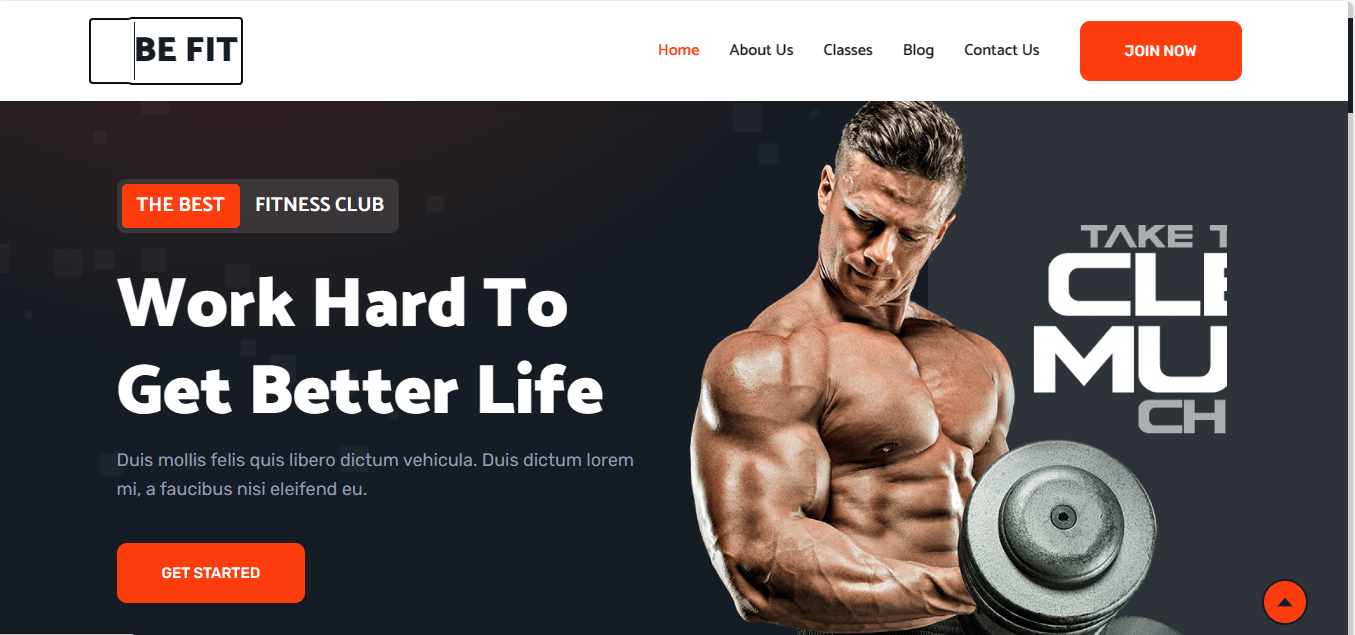 BE FIT
Home About Us Classes Blog Contact Us JOIN NOW
THE BEST FITNESS CLUB
Work Hard To
Get Better Life
Duis mollis felis quis libero dictum vehicula. Duis dictum lorem
mi, a faucibus nisi eleifend eu.
GET STARTED
TAKE T
CLE
MU
CH